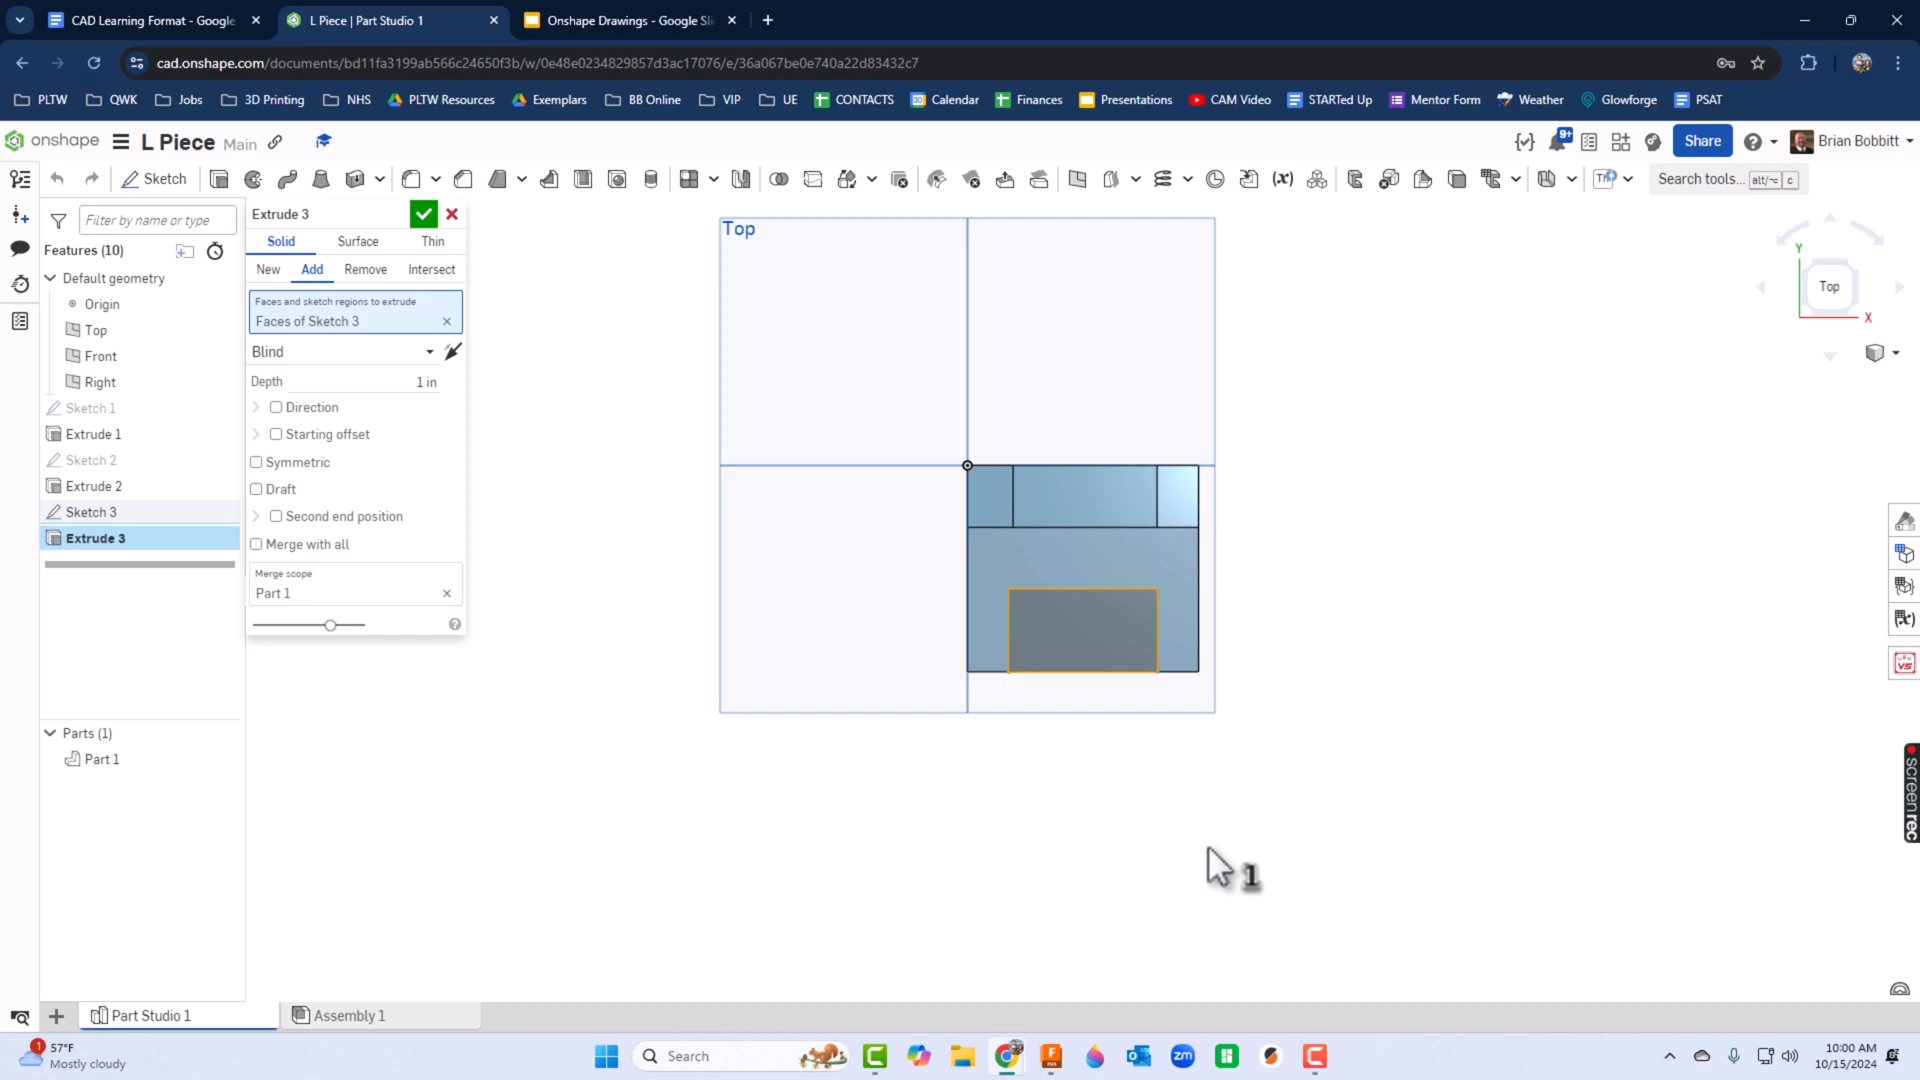 CAD Learning Format - Google
L Piece | Part Studio 1
Onshape Drawings - Google Sli
cad.onshape.com/documents/bd11fa3199ab566c24650f3b/w/0e48e0234829857d3ac17076/e/36a067be0e740a22d83432c7
PLTW
QWK
Jobs
3D Printing
NHS
PLTW Resources
Exemplars
BB Online
VIP
UE
CONTACTS
Calendar
Finances
Presentations
CAM Video
STARTed Up
Mentor Form
Weather
Glowforge
PSAT
onshape
L Piece
Main
9+
Share
Brian Bobbitt
Sketch
Search tools...
alt/⌥
c
Filter by name or type
Features (10)
Default geometry
Origin
Top
Front
Right
Sketch 1
Extrude 1
Sketch 2
Extrude 2
Sketch 3
Extrude 3
Parts (1)
Part 1
Extrude 3
Solid
Surface
Thin
New
Add
Remove
Intersect
Faces and sketch regions to extrude
Faces of Sketch 3
Blind
Depth
1 in
Direction
Starting offset
Symmetric
Draft
Second end position
Merge with all
Merge scope
Part 1
Top
Y
Top
X
1
screenrec
Part Studio 1
Assembly 1
1
57°F
Mostly cloudy
Search
zm
10:00 AM
10/15/2024